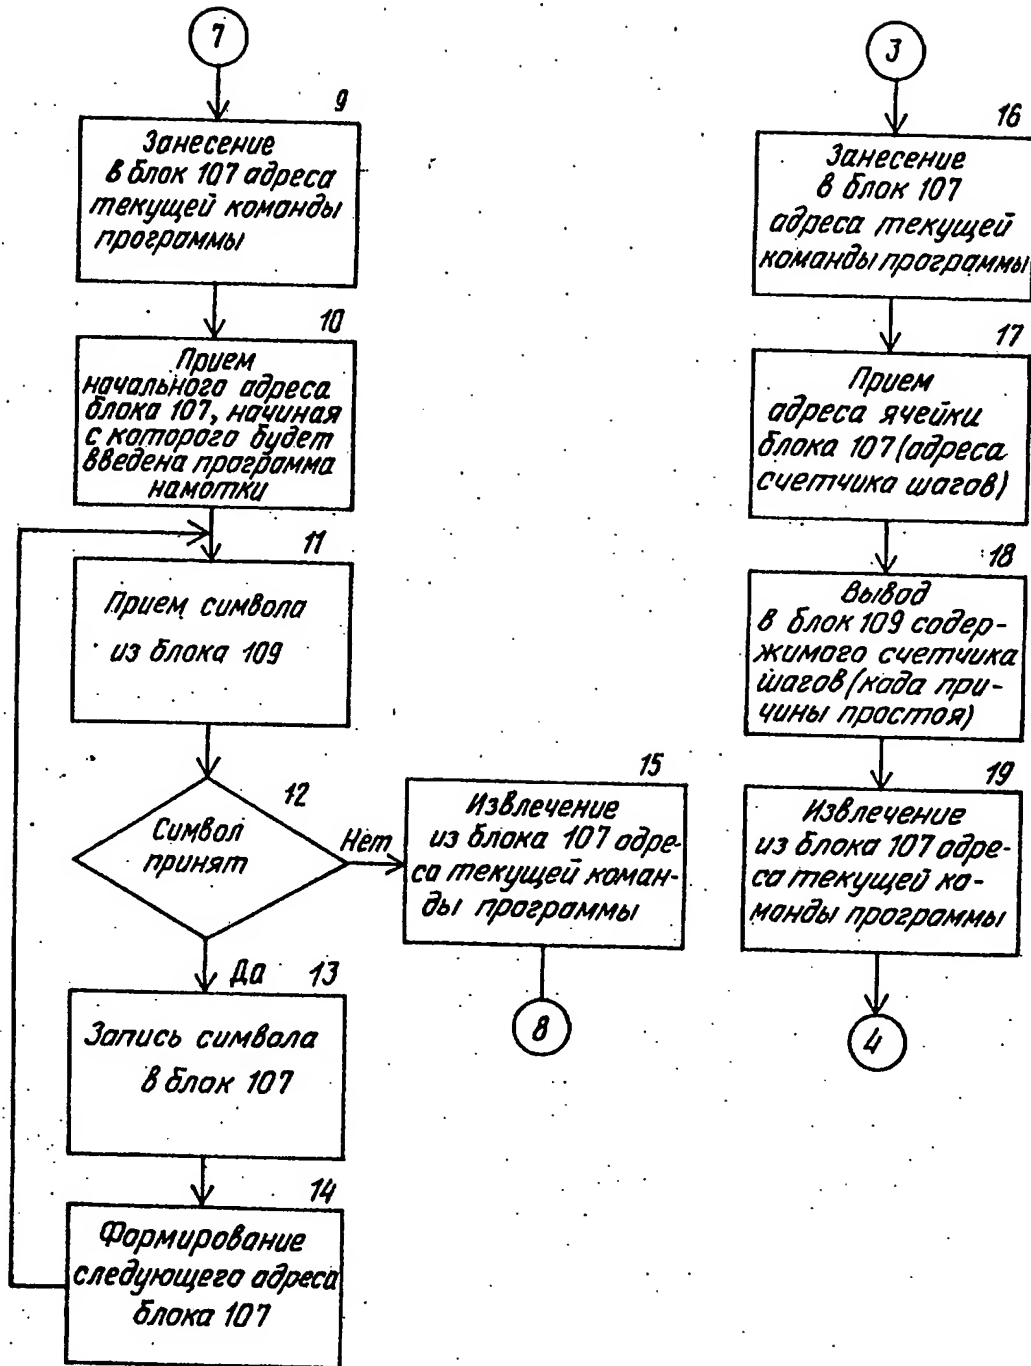 7
9
Занесение
в блок 107 адреса
текущей команды
программы
10
Прием
начального адреса
блока 107, начиная
с которого будет
введена программа
намотки
11
Прием символа
из блока 109
12
Символ
принят
Нет
15
Извлечение
из блока 107 адре-
са текущей коман-
ды программы
8
Да
13
Запись символа
в блок 107
14
Формирование
следующего адреса
блока 107
3
16
Занесение
в блок 107
адреса текущей
команды программы
17
Прием
адреса ячейки
блока 107 (адреса
счетчика шагов)
18
Вывод
в блок 109 содер-
жимого счетчика
шагов (кода при-
чины простоя)
19
Извлечение
из блока 107 адре-
са текущей ко-
манды программы
4